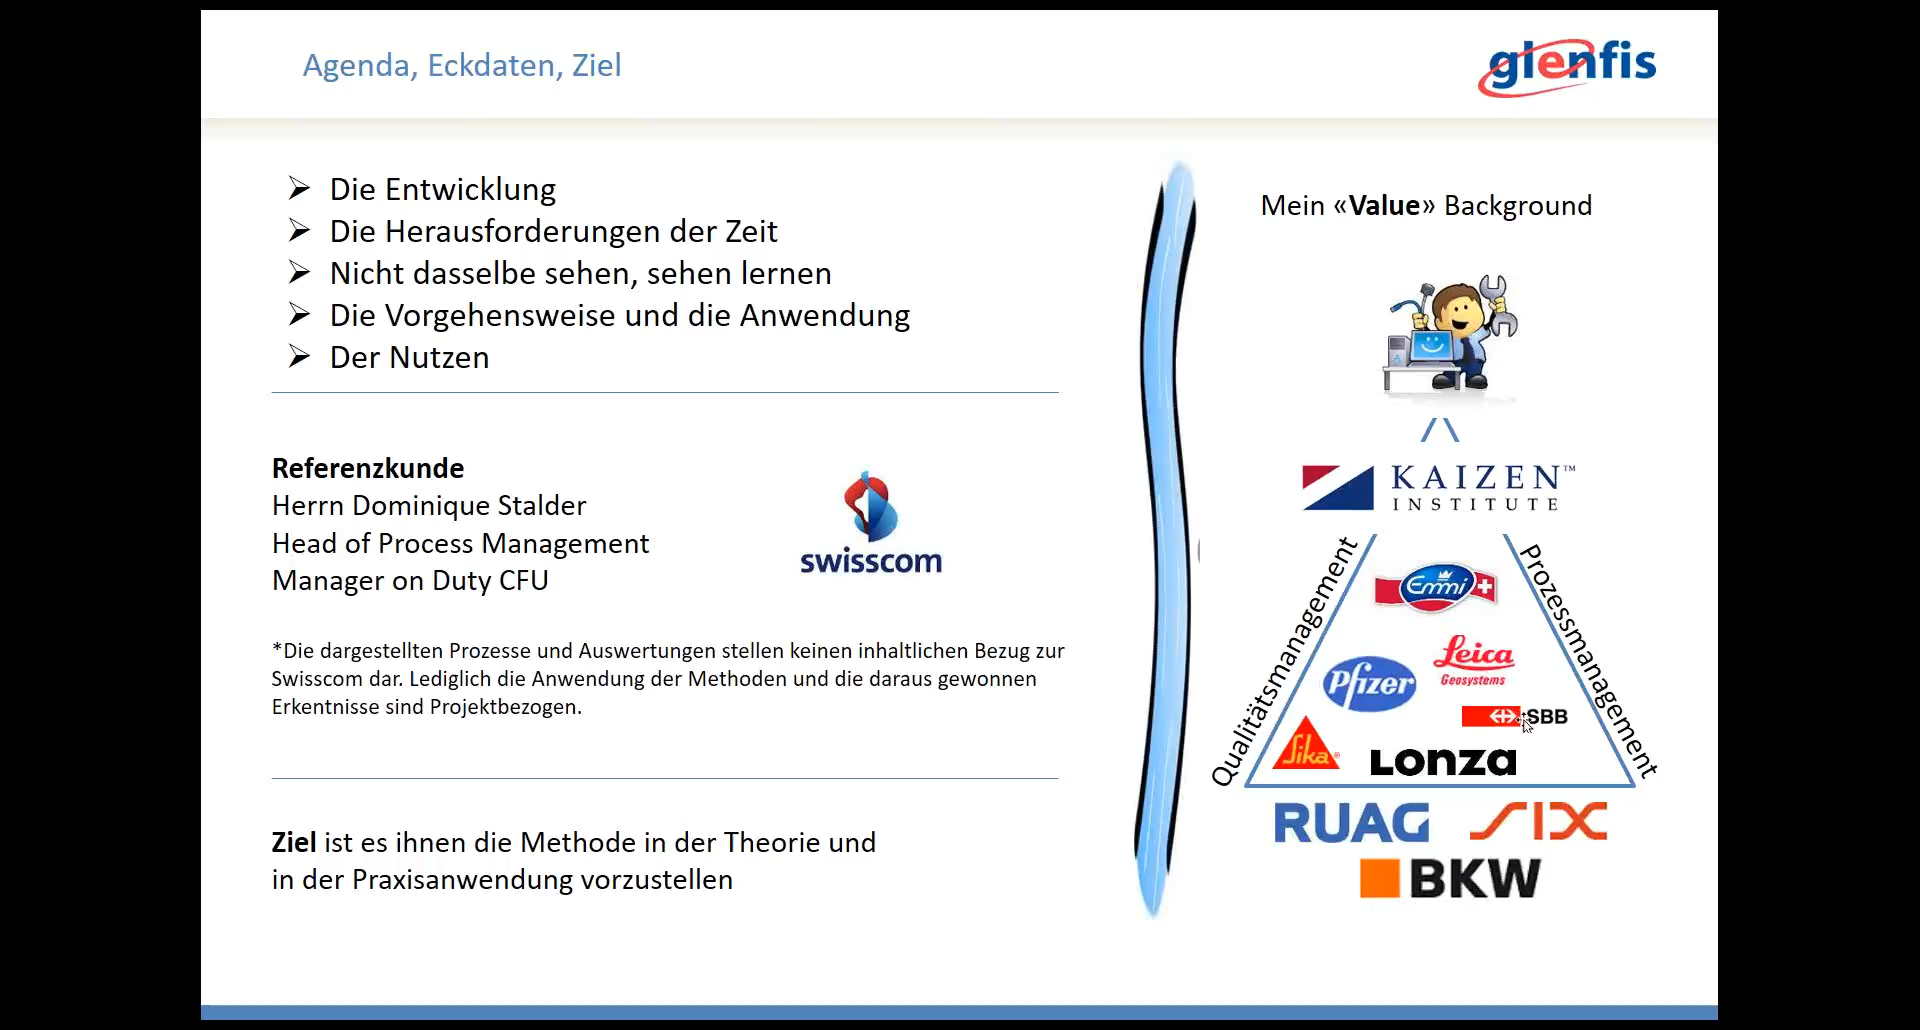 Agenda, Eckdaten, Ziel
glenfis
Die Entwicklung
Die Herausforderungen der Zeit
Nicht dasselbe sehen, sehen lernen
Die Vorgehensweise und die Anwendung
Der Nutzen
Referenzkunde
Herrn Dominique Stalder
Head of Process Management
Manager on Duty CFU
swisscom
*Die dargestellten Prozesse und Auswertungen stellen keinen inhaltlichen Bezug zur
Swisscom dar. Lediglich die Anwendung der Methoden und die daraus gewonnen
Erkentnisse sind Projektbezogen.
Ziel ist es ihnen die Methode in der Theorie und
in der Praxisanwendung vorzustellen
Mein «Value» Background
KAIZEN™
INSTITUTE
Qualitätsmanagement
Prozessmanagement
Emmi
Leica
Geosystems
Pfizer
SBB
Sika®
Lonza
RUAG SIX
BKW